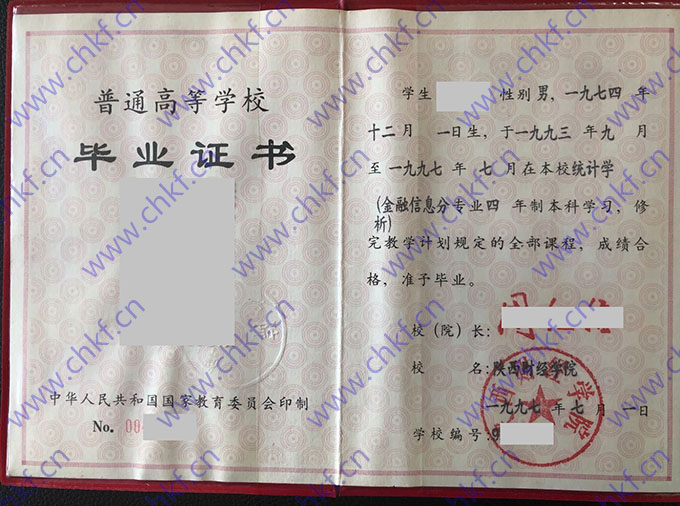 普通高等学校
毕业证书
中华人民共和国国家教育委员会印制
No. 00
学生 性别 男, 一九七四 年
十二月 一日生, 于一九九三 年九 月
至一九九七 年 七 月在本校统计学
(金融信息分专业四 年制本科学习, 修
析)
完教学计划规定的全部课程, 成绩合
格, 准予毕业。
校 (院) 长:
校 名: 陕西财经学院
一九九七 年 七 月 一 日
学校编号: 9
www.chkf.cn